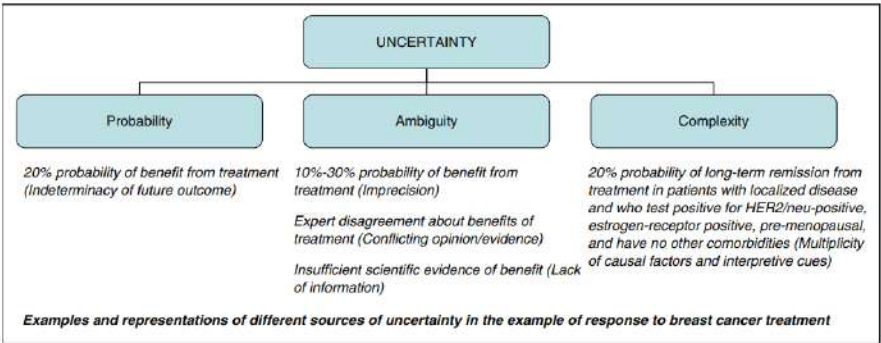 UNCERTAINTY
Probability
Ambiguity
Complexity
20% probability of benefit from treatment
(Indeterminacy of future outcome)
10%-30% probability of benefit from
treatment (Imprecision)
Expert disagreement about benefits of
treatment (Conflicting opinion/evidence)
Insufficient scientific evidence of benefit (Lack
of information)
20% probability of long-term remission from
treatment in patients with localized disease
and who test positive for HER2/neu-positive,
estrogen-receptor positive, pre-menopausal,
and have no other comorbidities (Multiplicity
of causal factors and interpretive cues)
Examples and representations of different sources of uncertainty in the example of response to breast cancer treatment